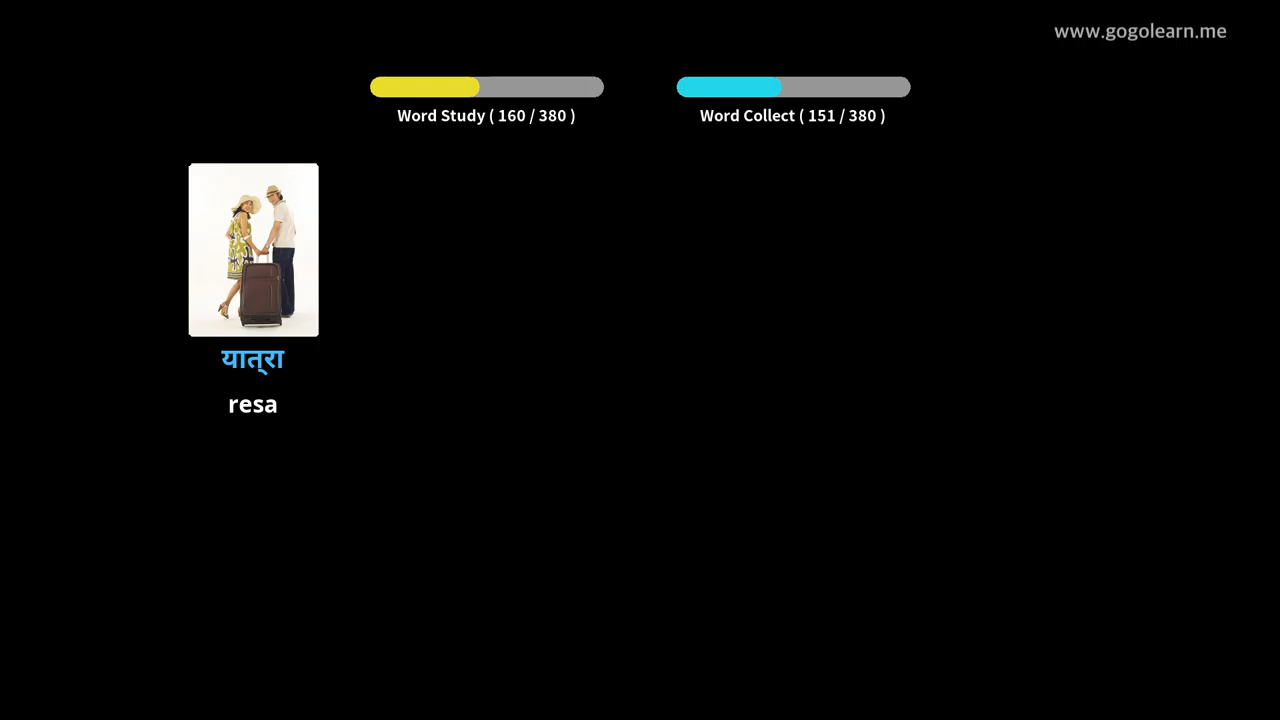 www.gogolearn.me
Word Study ( 160 / 380 )
Word Collect ( 151 / 380 )
यात्रा
resa